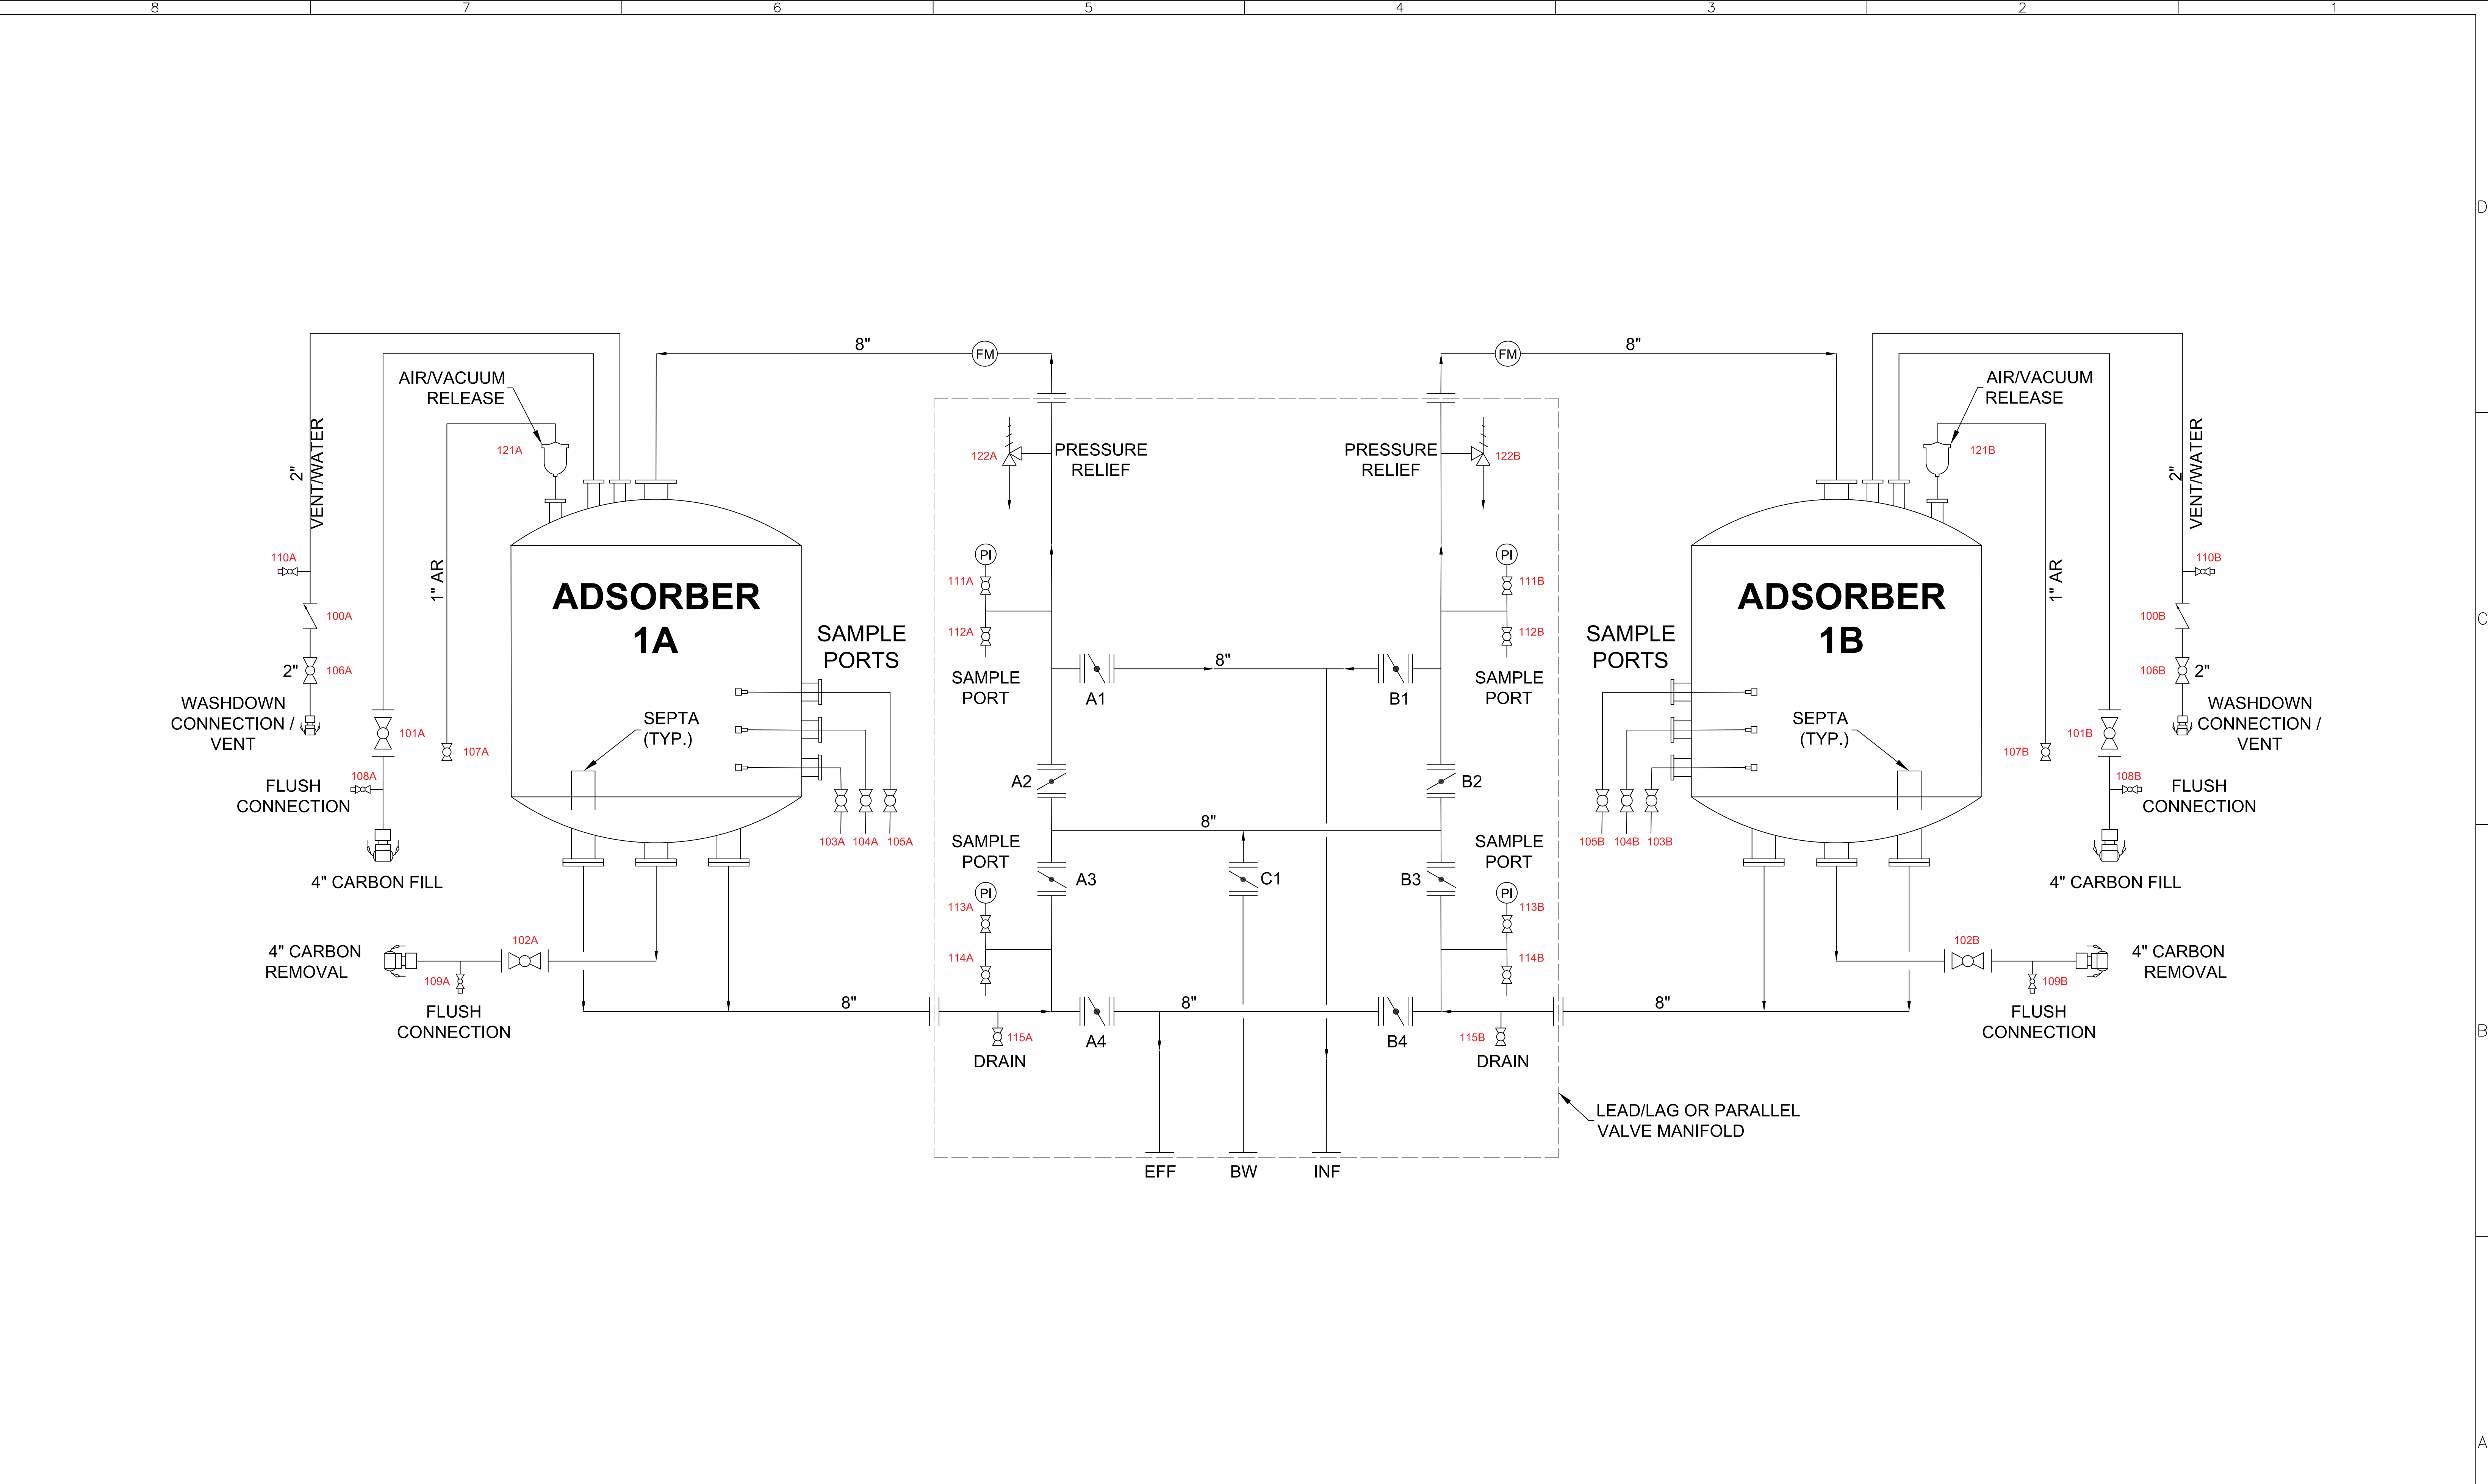 8 7 6 5 4 3 2 1
D
C
B
A
8"
FM
FM
8"
AIR/VACUUM
RELEASE
121A
2"
VENT/WATER
1" AR
110A
100A
2"
106A
WASHDOWN
CONNECTION /
VENT
101A
107A
108A
FLUSH
CONNECTION
4" CARBON FILL
4" CARBON
REMOVAL
102A
109A
FLUSH
CONNECTION
ADSORBER
1A
SEPTA
(TYP.)
SAMPLE
PORTS
103A 104A 105A
8"
122A
PRESSURE
RELIEF
PI
111A
112A
SAMPLE
PORT
A1
8"
A2
8"
SAMPLE
PORT
A3
PI
113A
114A
115A
DRAIN
A4
8"
C1
EFF
BW
INF
PRESSURE
RELIEF
122B
PI
111B
112B
SAMPLE
PORT
B1
B2
SAMPLE
PORT
B3
PI
113B
114B
115B
DRAIN
B4
8"
LEAD/LAG OR PARALLEL
VALVE MANIFOLD
SAMPLE
PORTS
105B 104B 103B
ADSORBER
1B
SEPTA
(TYP.)
AIR/VACUUM
RELEASE
121B
2"
VENT/WATER
1" AR
110B
100B
106B
2"
WASHDOWN
CONNECTION /
VENT
101B
107B
108B
FLUSH
CONNECTION
4" CARBON FILL
102B
4" CARBON
REMOVAL
109B
FLUSH
CONNECTION